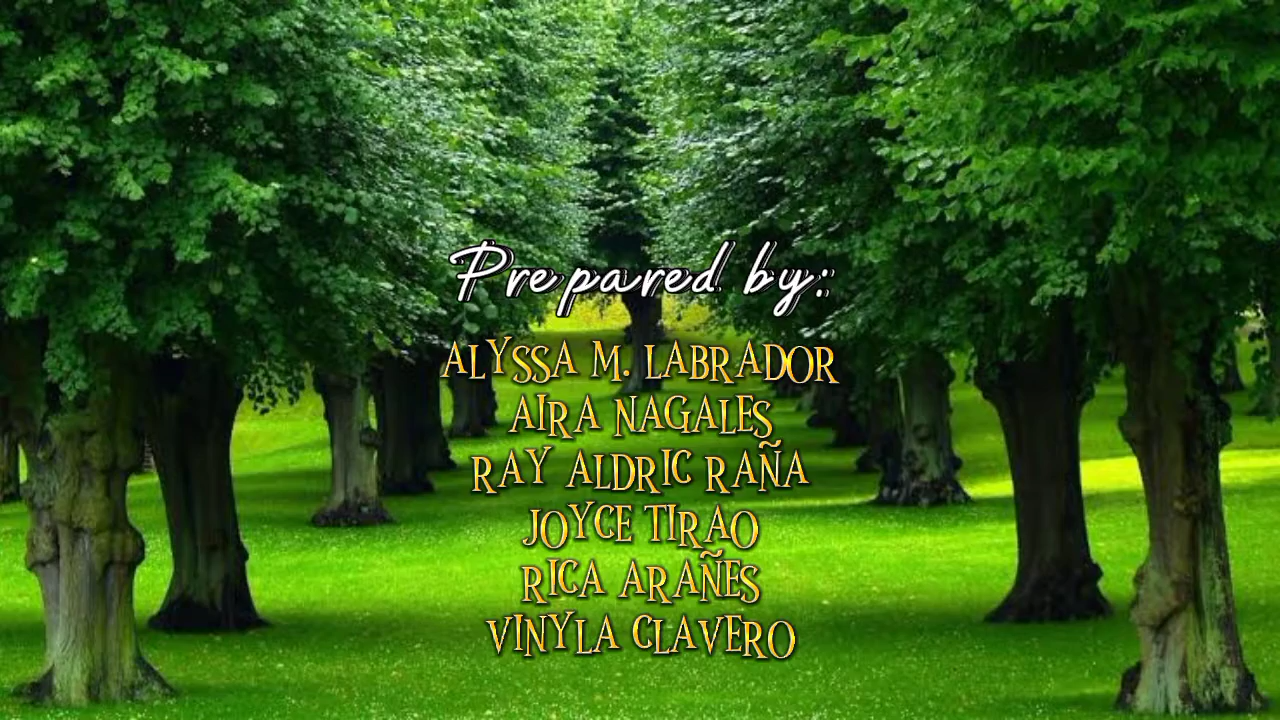 Prepared by:
ALYSSA M. LABRADOR
AIRA NAGALES
RAY ALDRIC RAÑA
JOYCE TIRAO
RICA ARAÑES
VINYLA CLAVERO